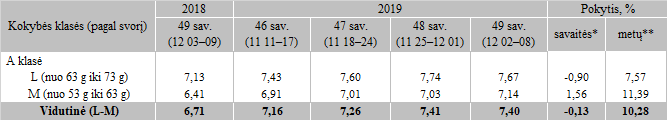 Kokybės klasės (pagal svorį) 2018 2019 Pokytis, %
49 sav. (12 03–09) 46 sav. (11 11–17) 47 sav. (11 18–24) 48 sav. (11 25–12 01) 49 sav. (12 02–08) savaitės* metų**
A klasė
L (nuo 63 g iki 73 g) 7,13 7,43 7,60 7,74 7,67 -0,90 7,57
M (nuo 53 g iki 63 g) 6,41 6,91 7,01 7,03 7,14 1,56 11,39
Vidutinė (L-M) 6,71 7,16 7,26 7,41 7,40 -0,13 10,28